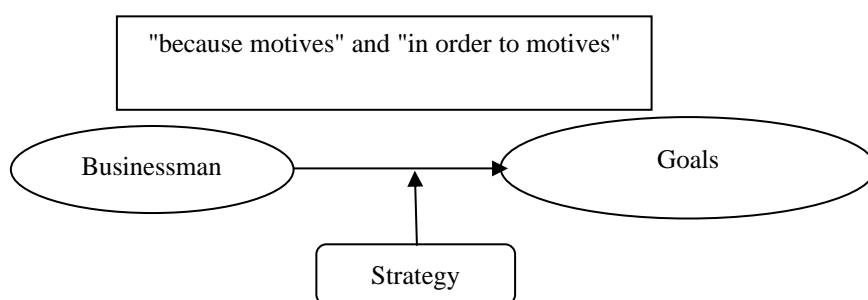 "because motives" and "in order to motives"
Businessman
Goals
Strategy